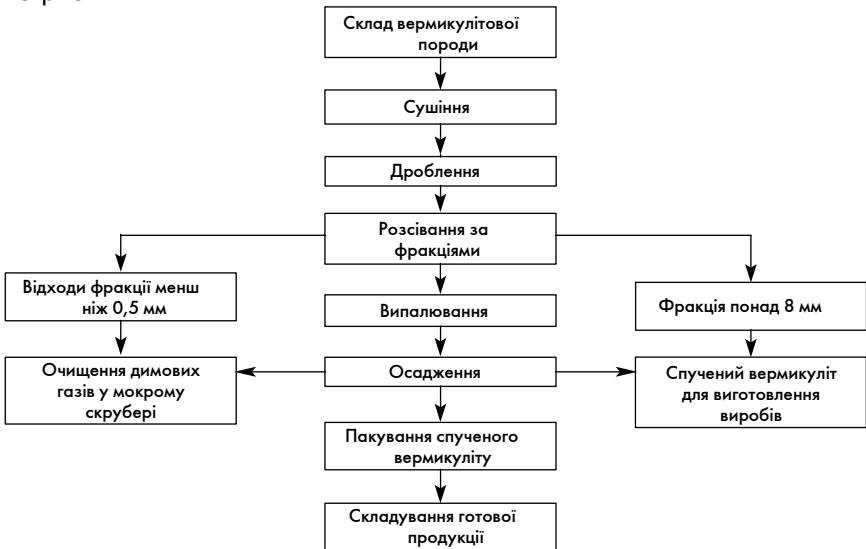 Склад вермикулітової
породи
Сушіння
Дроблення
Розсівання за
фракціями
Відходи фракції менш
ніж 0,5 мм
Випалювання
Фракція понад 8 мм
Очищення димових
газів у мокрому
скрубері
Осадження
Спучений вермикуліт
для виготовлення
виробів
Пакування спученого
вермикуліту
Складування готової
продукції